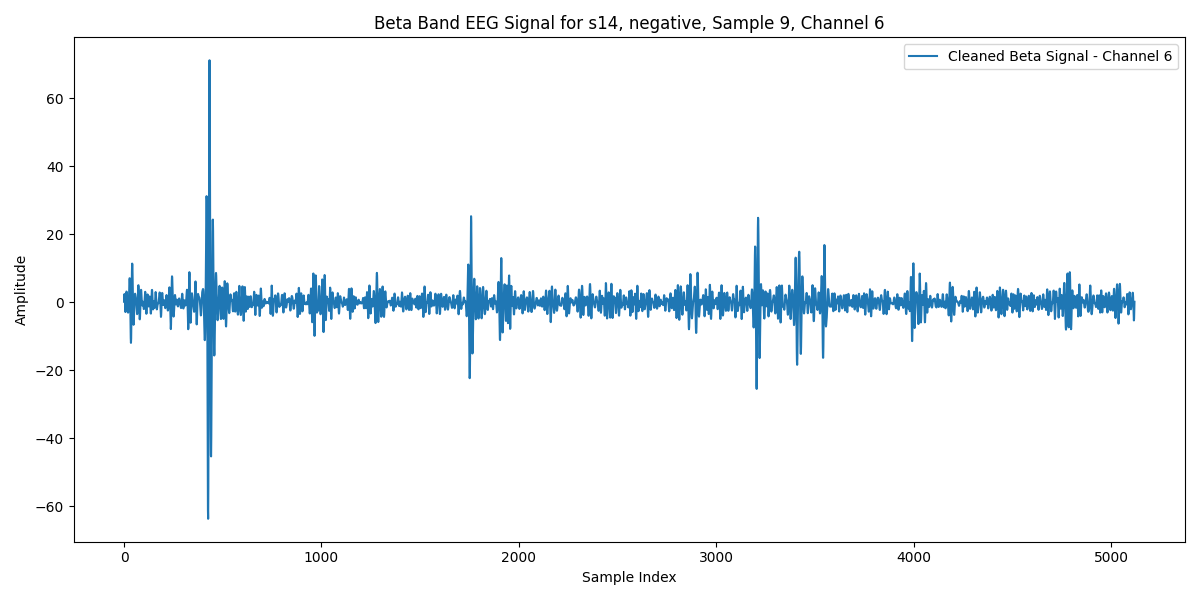 Beta Band EEG Signal for s14, negative, Sample 9, Channel 6
Cleaned Beta Signal - Channel 6
Amplitude
60
40
20
0
−20
−40
−60
0 1000 2000 3000 4000 5000
Sample Index